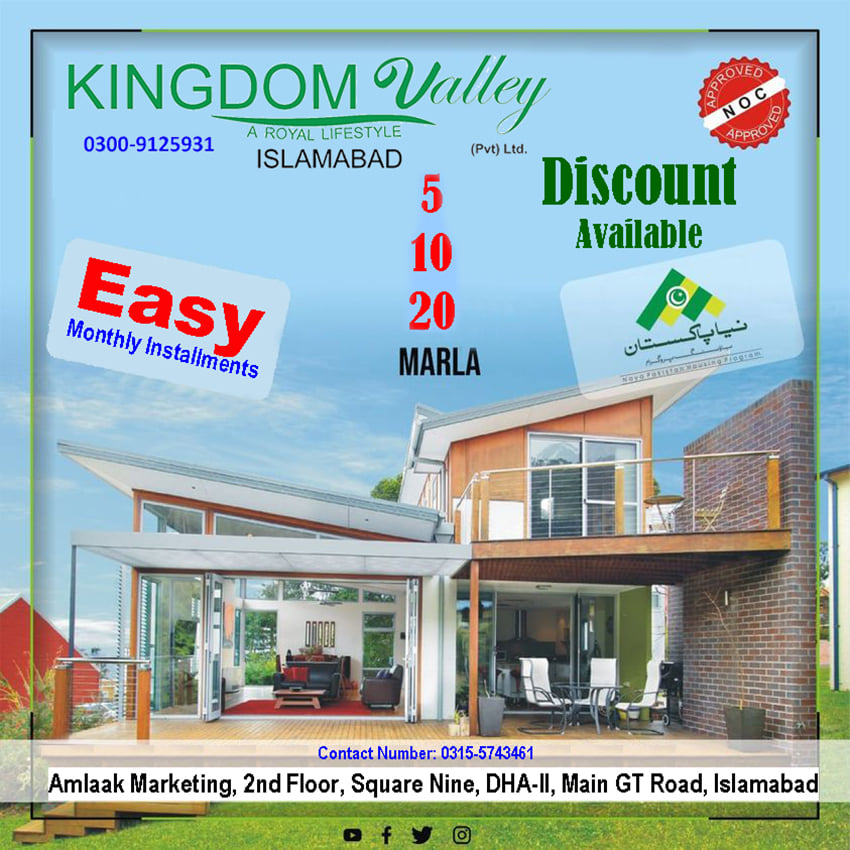 KINGDOM Valley
A ROYAL LIFESTYLE
0300-9125931
ISLAMABAD
(Pvt) Ltd.
APPROVED
NOC
APPROVED
Discount
Available
5
10
20
MARLA
Easy
Monthly Installments
نیا پاکستان
Naya Pakistan Housing Program
Contact Number: 0315-5743461
Amlaak Marketing, 2nd Floor, Square Nine, DHA-II, Main GT Road, Islamabad